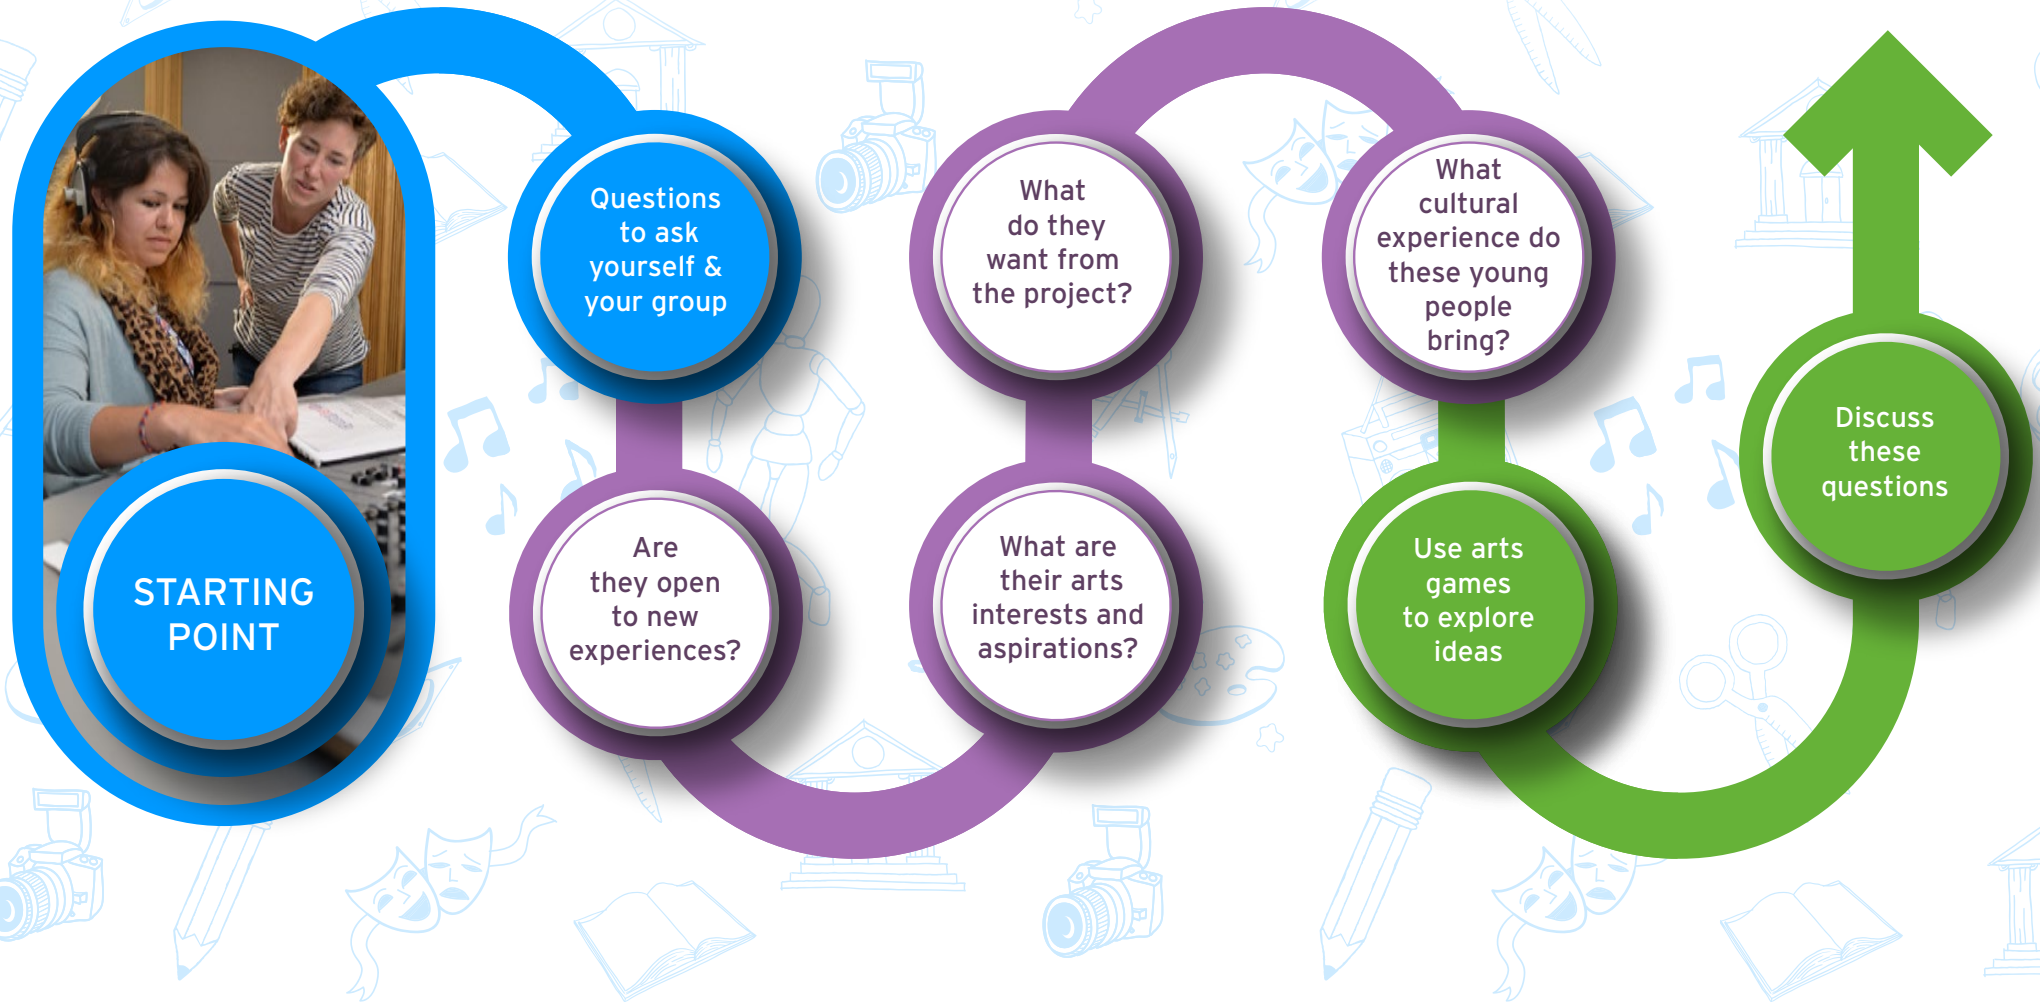 STARTING
POINT
Questions
to ask
yourself &
your group
Are
they open
to new
experiences?
What are
their arts
interests and
aspirations?
What
do they
want from
the project?
What
cultural
experience do
these young
people
bring?
Use arts
games
to explore
ideas
Discuss
these
questions